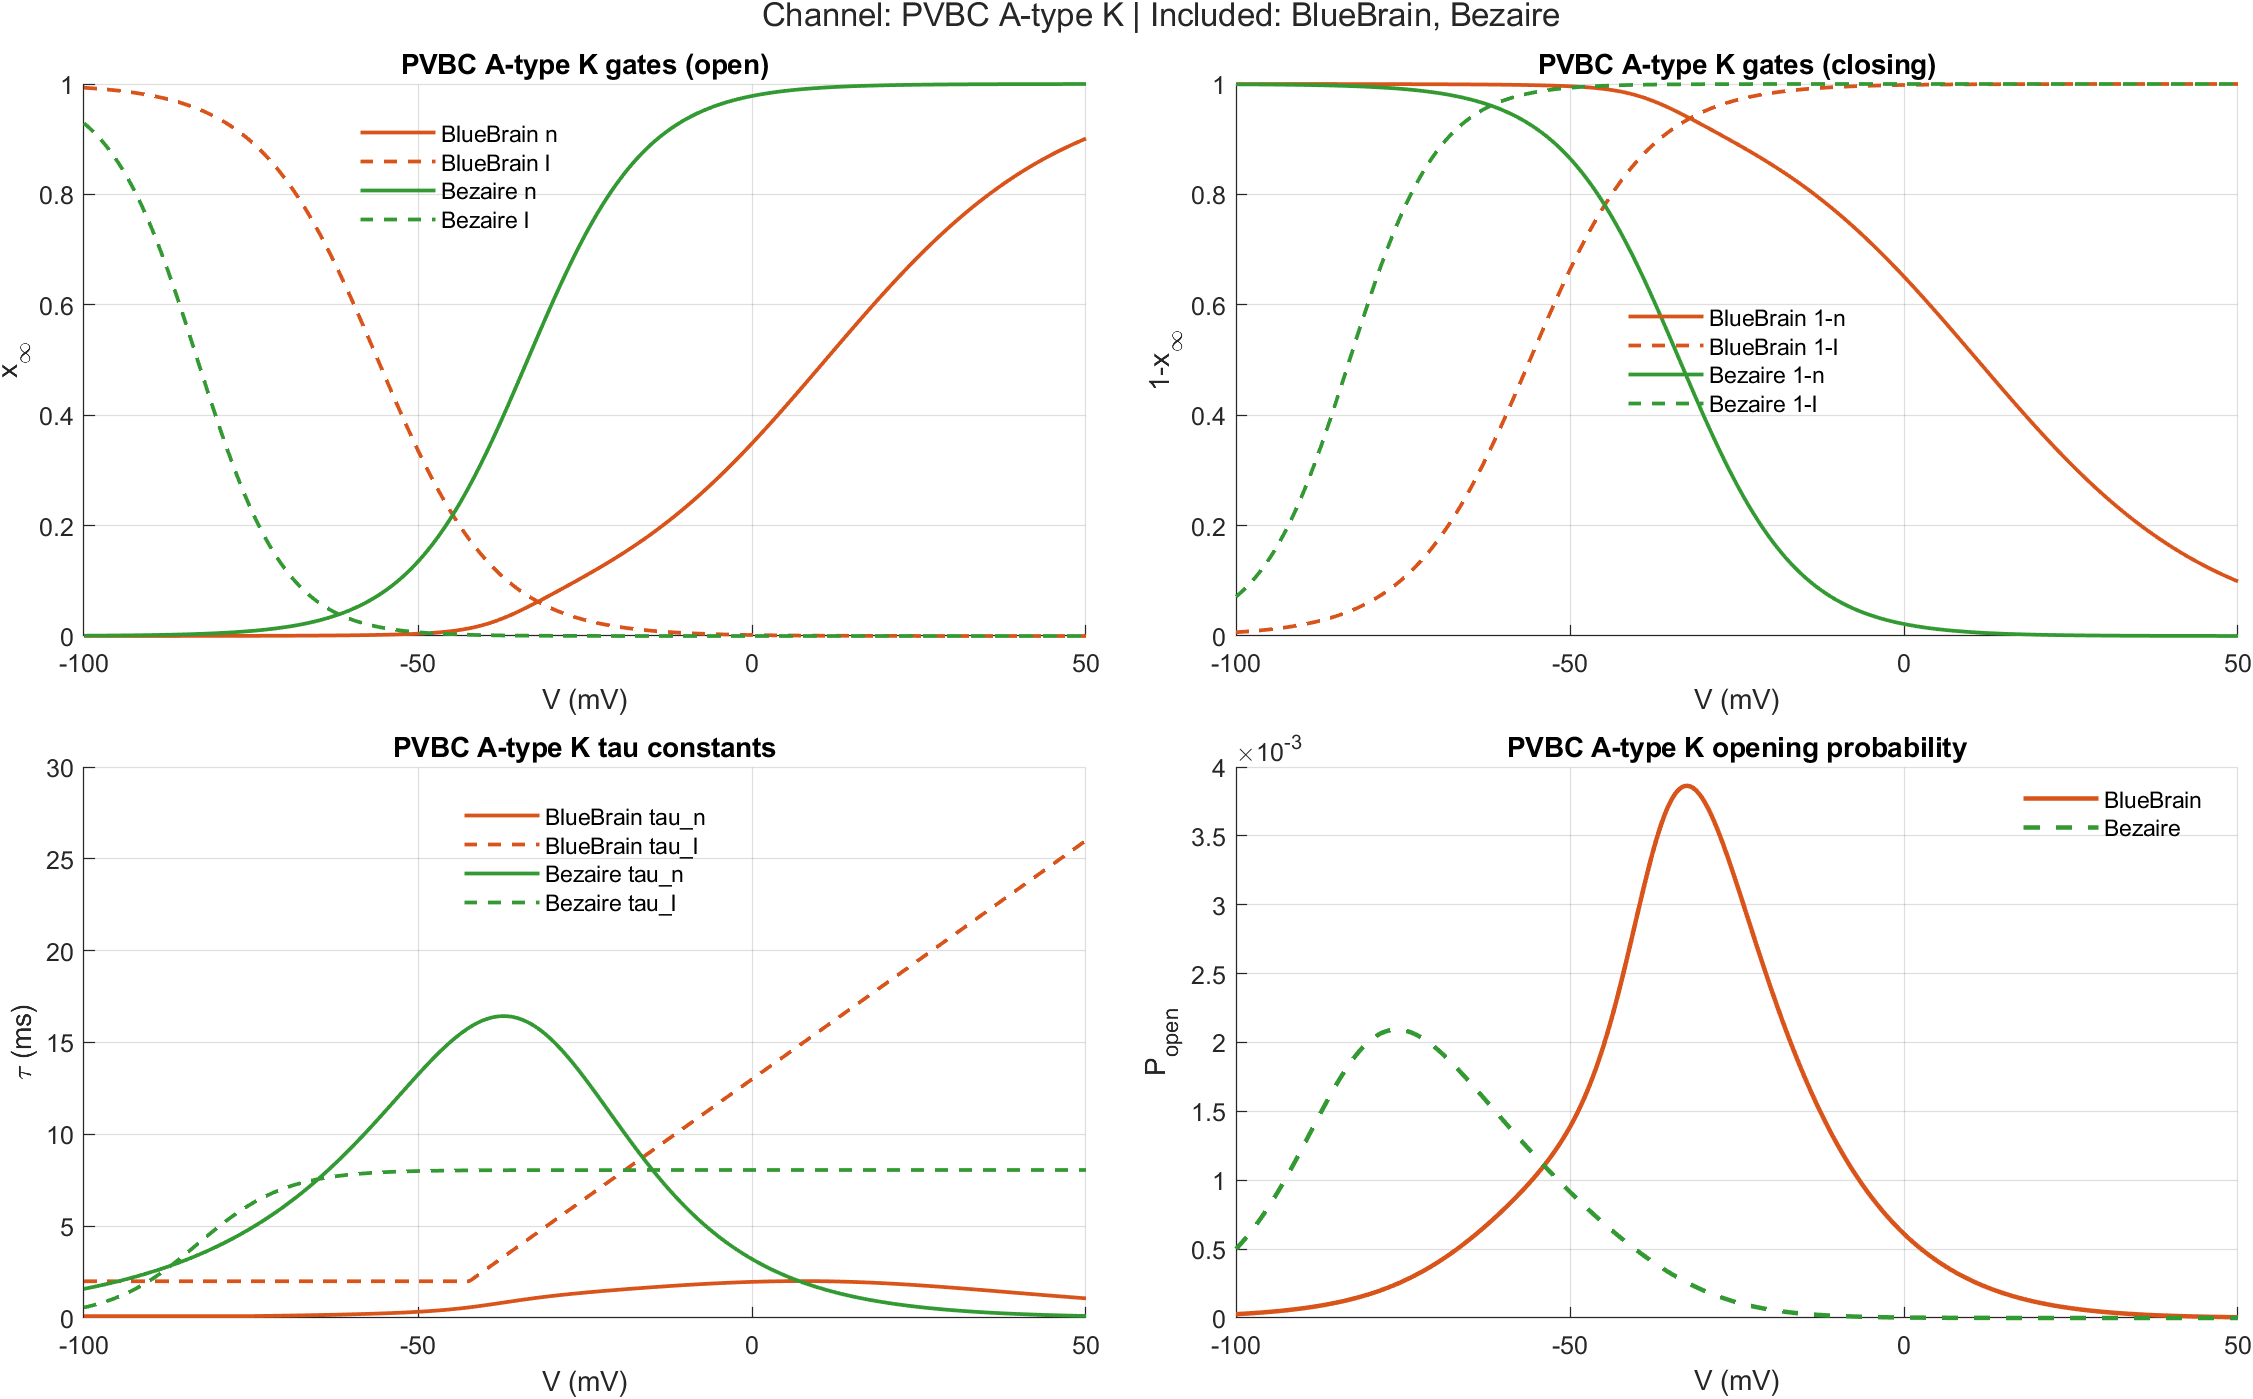 Channel: PVBC A-type K | Included: BlueBrain, Bezaire
PVBC A-type K gates (open)
1
0.8
0.6
0.4
0.2
0
x∞
BlueBrain n
BlueBrain l
Bezaire n
Bezaire l
-100
-50
0
50
V (mV)
PVBC A-type K gates (closing)
1
0.8
0.6
0.4
0.2
0
1-x∞
BlueBrain 1-n
BlueBrain 1-l
Bezaire 1-n
Bezaire 1-l
-100
-50
0
50
V (mV)
PVBC A-type K tau constants
30
25
20
15
10
5
0
τ (ms)
BlueBrain tau_n
BlueBrain tau_l
Bezaire tau_n
Bezaire tau_l
-100
-50
0
50
V (mV)
PVBC A-type K opening probability
×10-3
4
3.5
3
2.5
2
1.5
1
0.5
0
Popen
BlueBrain
Bezaire
-100
-50
0
50
V (mV)